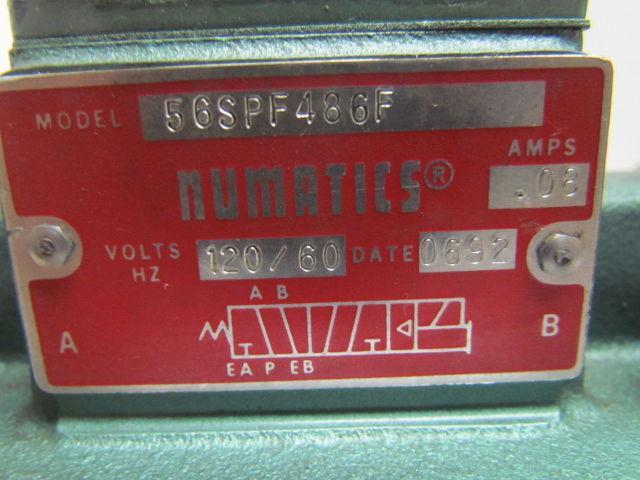 MODEL 56SPF486F
AMPS
NUMATICS®
.08
VOLTS HZ 120/60 DATE 0692
A B
A
B
EA P EB